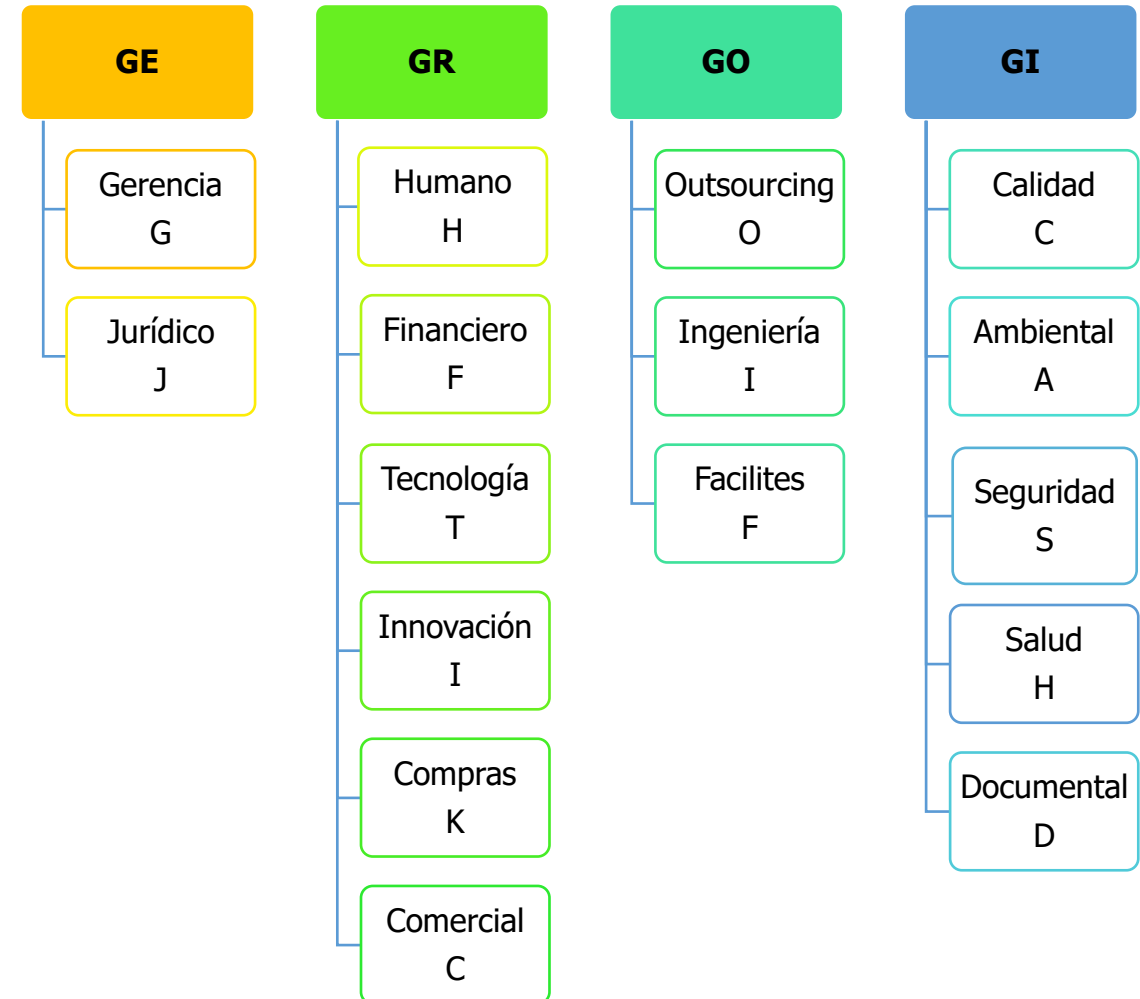 GE
Gerencia
G
Jurídico
J
GR
Humano
H
Financiero
F
Tecnología
T
Innovación
I
Compras
K
Comercial
C
GO
Outsourcing
O
Ingeniería
I
Facilites
F
GI
Calidad
C
Ambiental
A
Seguridad
S
Salud
H
Documental
D